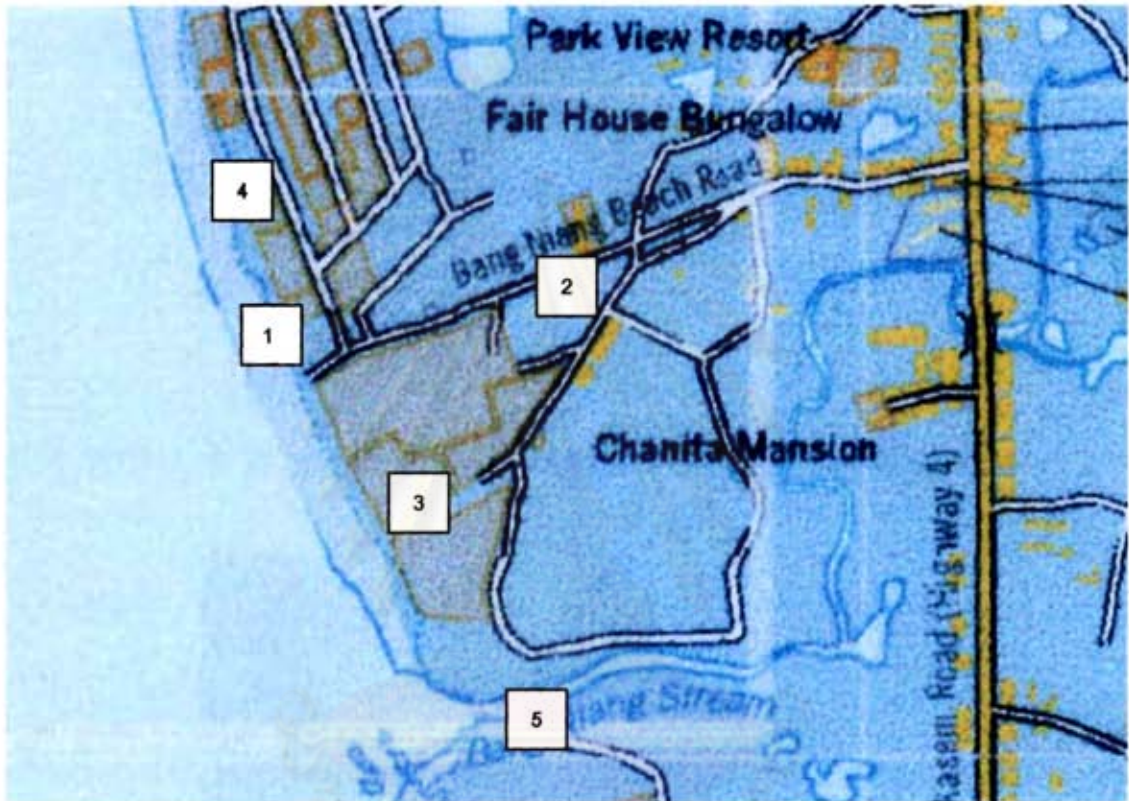 Park View Resort
Fair House Bungalow
4
Bang Niang Beach Road
2
1
Chanita Mansion
3
kasem Road (Highway 4)
5
Stream